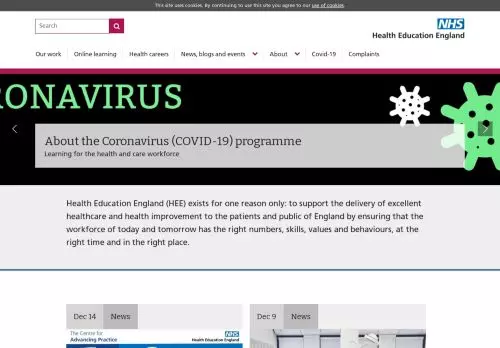 This site uses cookies. By continuing to use this site you agree to our use of cookies.
Search
NHS
Health Education England
Our work Online learning Health careers News, blogs and events About Covid-19 Complaints
RONAVIRUS
About the Coronavirus (COVID-19) programme
Learning for the health and care workforce
Health Education England (HEE) exists for one reason only: to support the delivery of excellent
healthcare and health improvement to the patients and public of England by ensuring that the
workforce of today and tomorrow has the right numbers, skills, values and behaviours, at the
right time and in the right place.
Dec 14 News
Dec 9 News
The Centre for
Advancing Practice
NHS
Health Education England